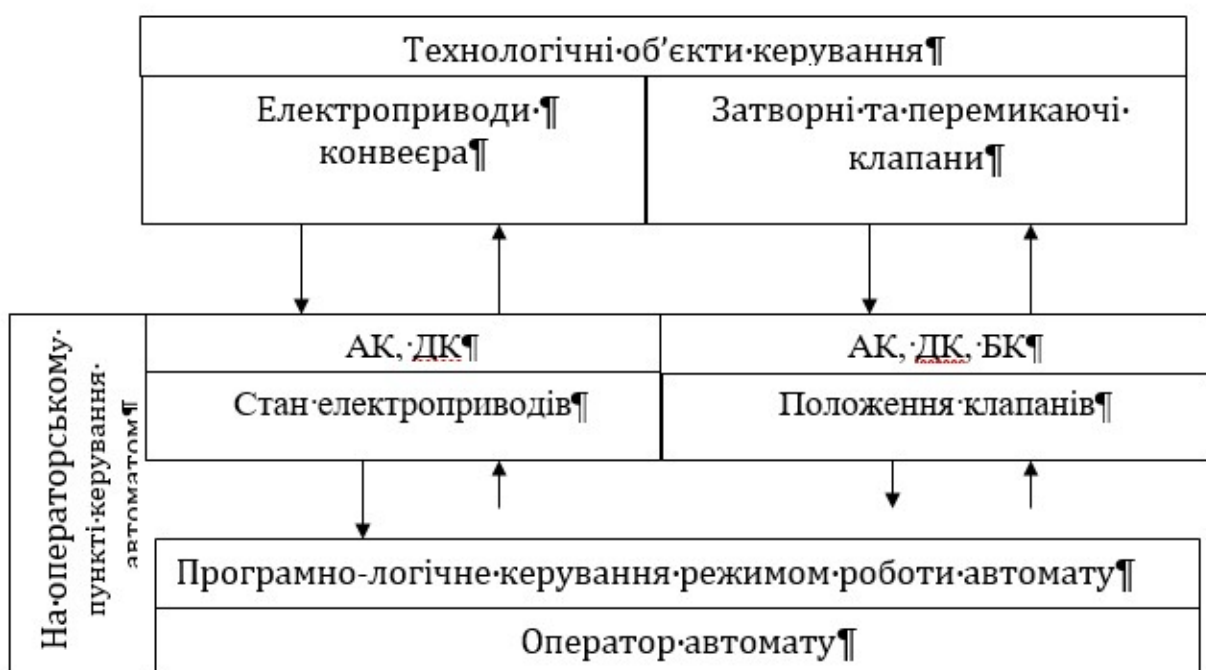 Технологічні·об’єкти·керування¶
Електроприводи·¶
конвеєра¶
Затворні·та·перемикаючі·
клапани¶
На·операторському·
пункті·керування·
автоматом¶
АК,·ДК¶
АК,·ДК,·БК¶
Стан·електроприводів¶
Положення·клапанів¶
Програмно-логічне·керування·режимом·роботи·автомату¶
Оператор·автомату¶